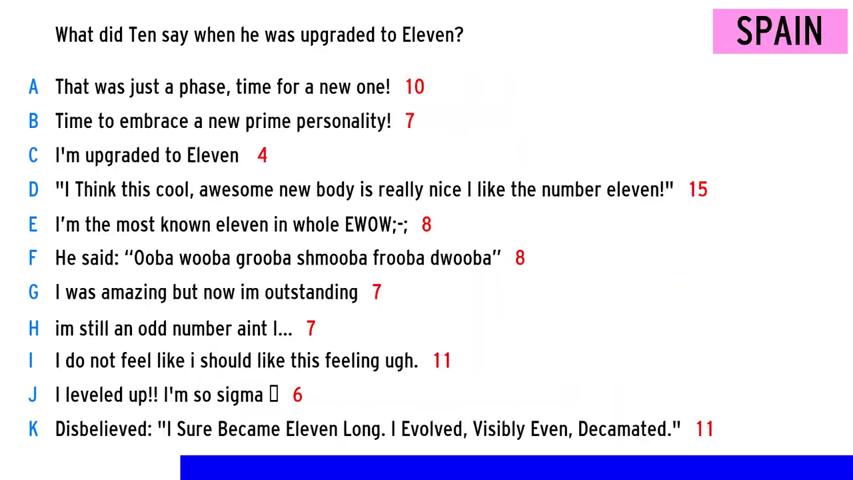 What did Ten say when he was upgraded to Eleven?
SPAIN
A That was just a phase, time for a new one! 10
B Time to embrace a new prime personality! 7
C I'm upgraded to Eleven 4
D "I Think this cool, awesome new body is really nice I like the number eleven!" 15
E I’m the most known eleven in whole EWOW;-; 8
F He said: “Ooba wooba grooba shmooba frooba dwooba” 8
G I was amazing but now im outstanding 7
H im still an odd number aint I... 7
I I do not feel like i should like this feeling ugh. 11
J I leveled up!! I'm so sigma 6
K Disbelieved: "I Sure Became Eleven Long. I Evolved, Visibly Even, Decamated." 11